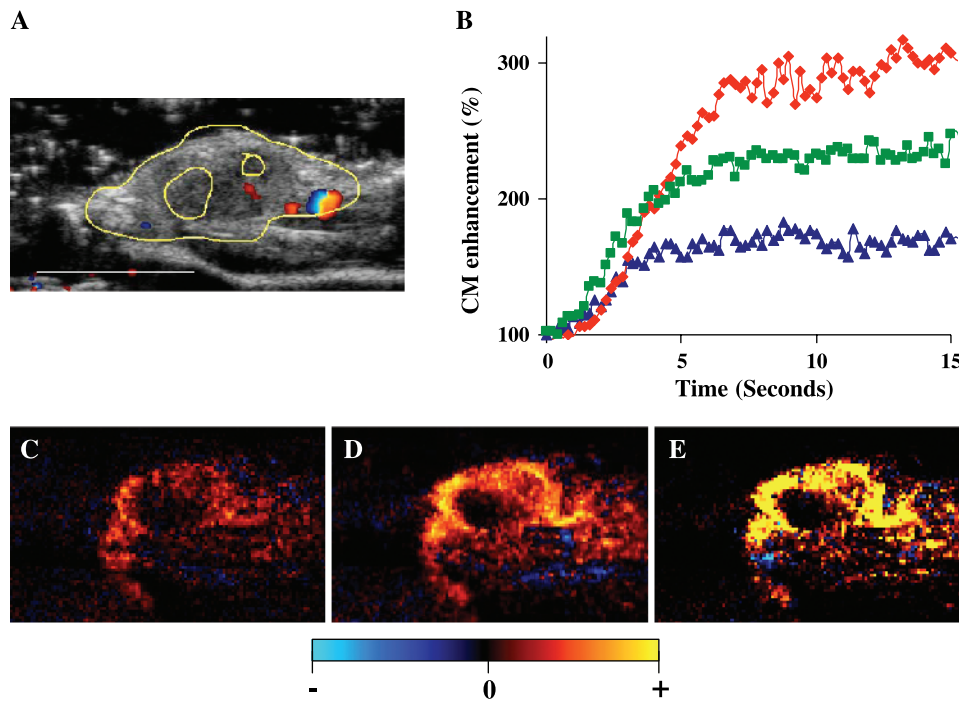 A
B
CM enhancement (%)
300
200
100
0 5 10 15
Time (Seconds)
C D E
- 0 +